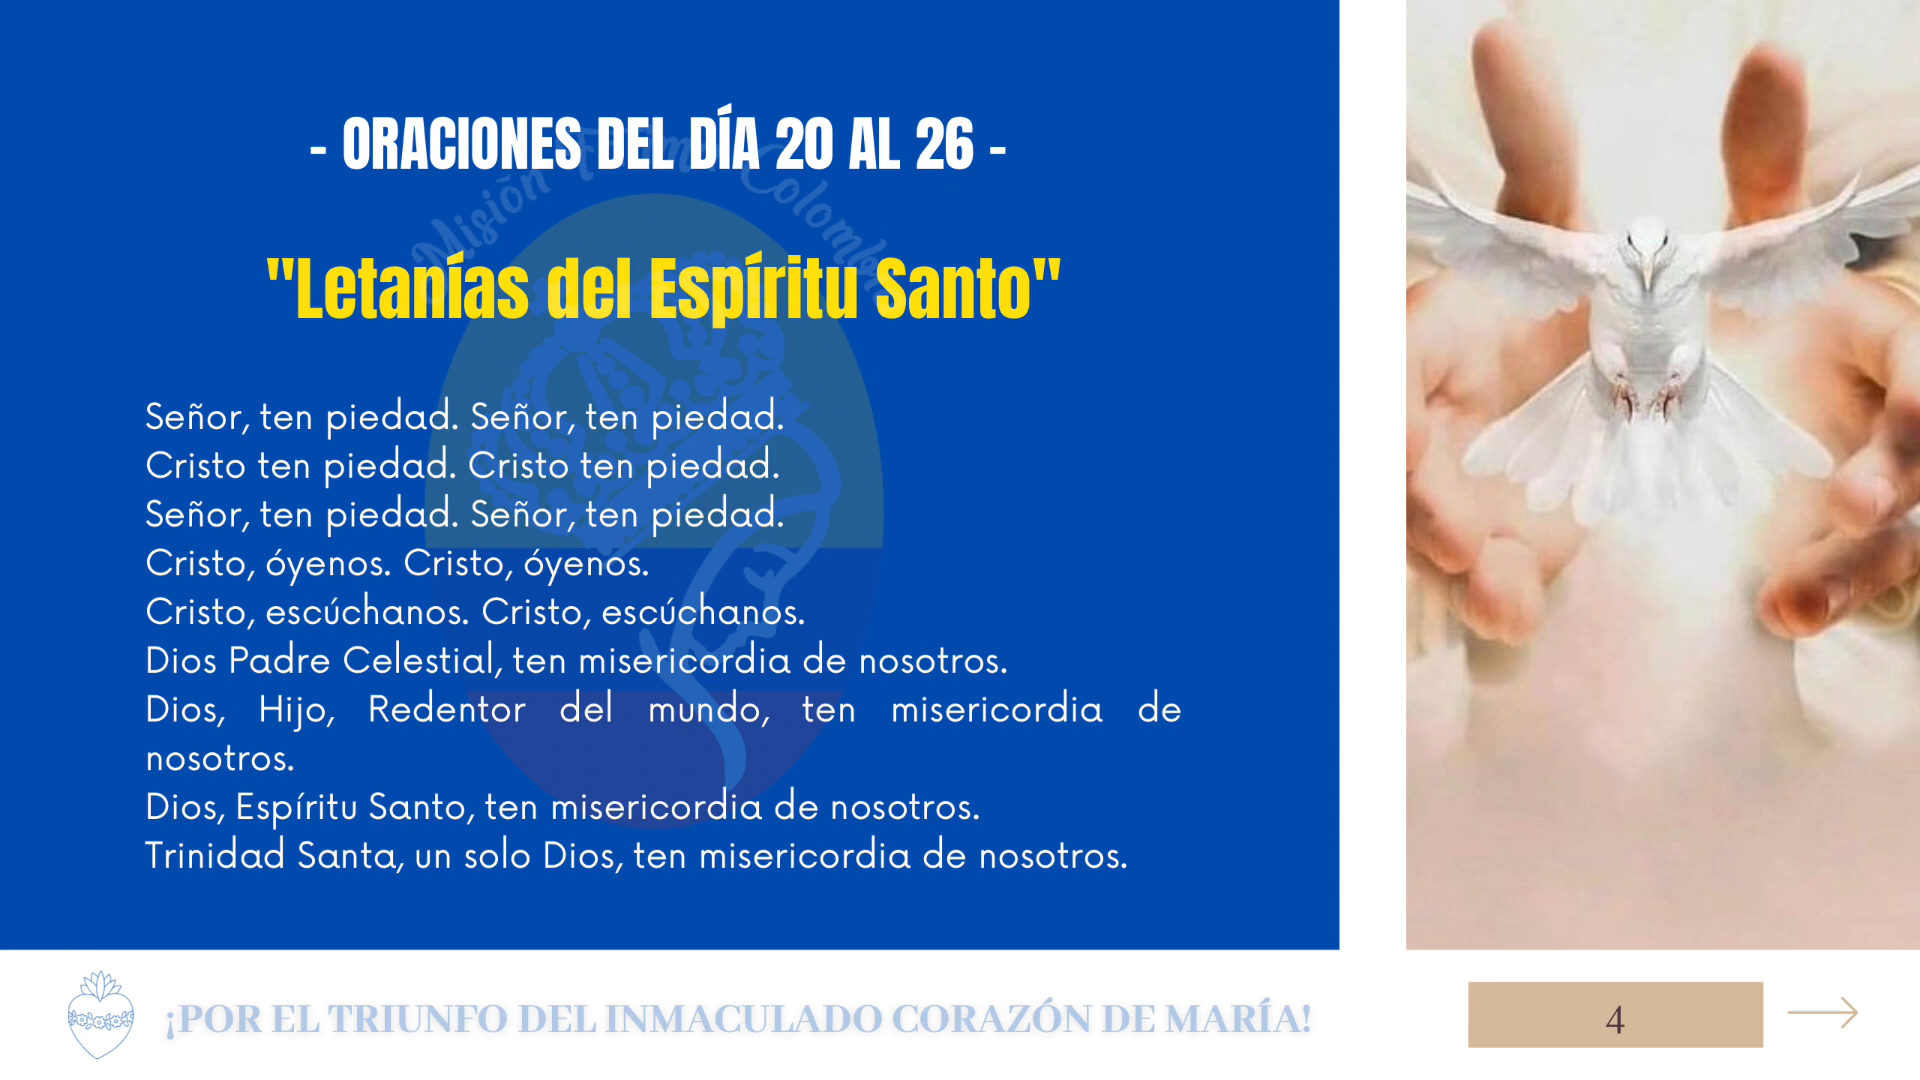 - ORACIONES DEL DÍA 20 AL 26 -
Misión Fátima Colombia
"Letanías del Espíritu Santo"
Señor, ten piedad. Señor, ten piedad.
Cristo ten piedad. Cristo ten piedad.
Señor, ten piedad. Señor, ten piedad.
Cristo, óyenos. Cristo, óyenos.
Cristo, escúchanos. Cristo, escúchanos.
Dios Padre Celestial, ten misericordia de nosotros.
Dios, Hijo, Redentor del mundo, ten misericordia de
nosotros.
Dios, Espíritu Santo, ten misericordia de nosotros.
Trinidad Santa, un solo Dios, ten misericordia de nosotros.
¡POR EL TRIUNFO DEL INMACULADO CORAZÓN DE MARÍA!
4